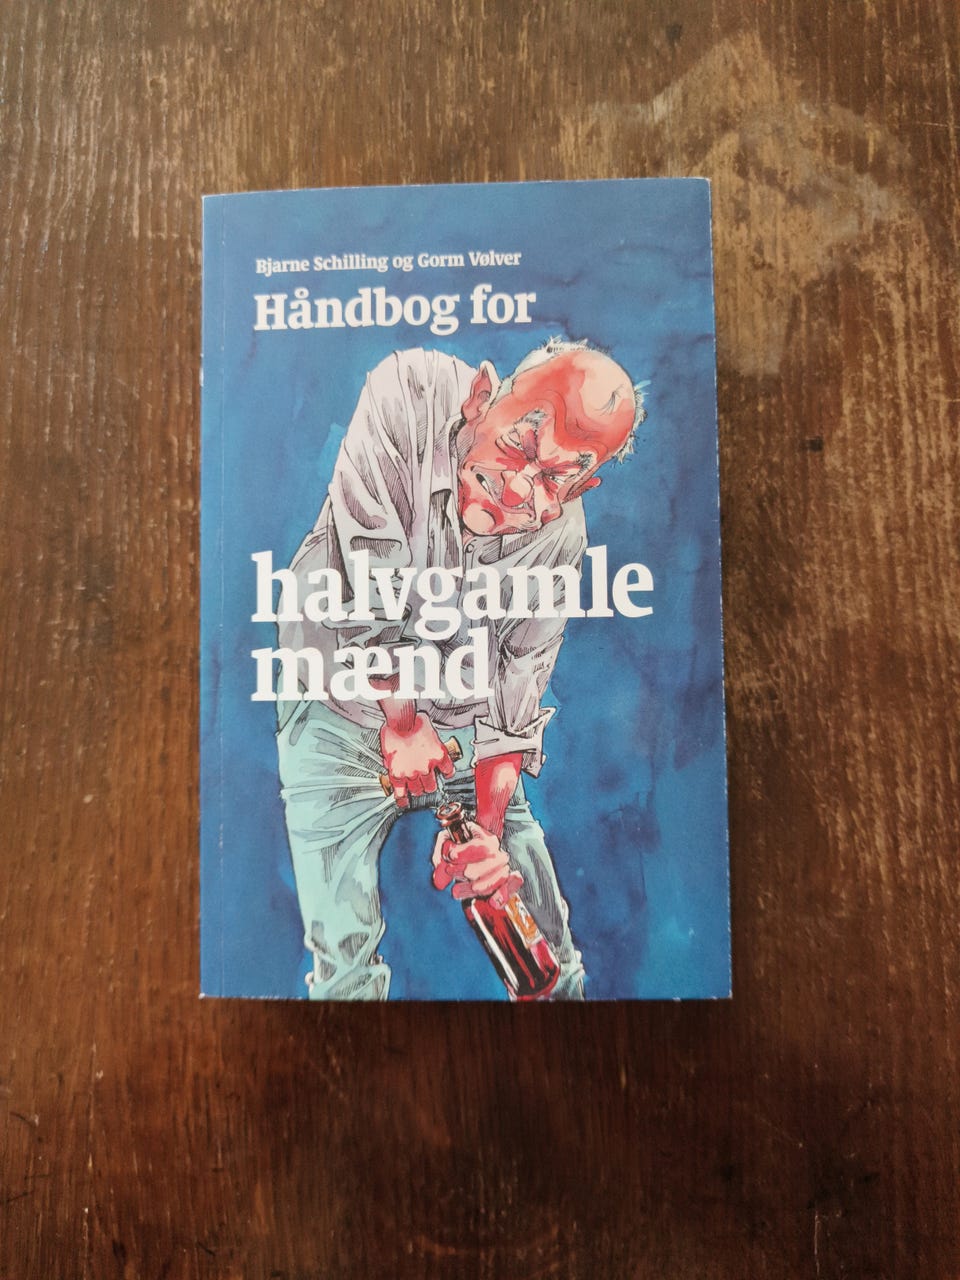 Bjarne Schilling og Gorm Vølver
Håndbog for
halvgamle
mænd